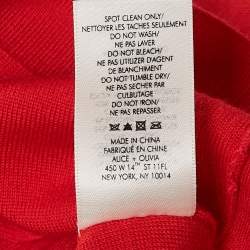 SPOT CLEAN ONLY/
NETTOYER LES TACHES SEULEMENT
DO NOT WASH/
NE PAS LAVER
DO NOT BLEACH/
NE PAS UTILIZER D'AGENT
DE BLANCHIMENT
DO NOT TUMBLE DRY/
NE PAS SECHER PAR
CULBUTAGE
DO NOT IRON/
NE PAS REPASSER
MADE IN CHINA
FABRIQUÉ EN CHINE
ALICE + OLIVIA
450 W 14TH ST 11FL
NEW YORK, NY 10014